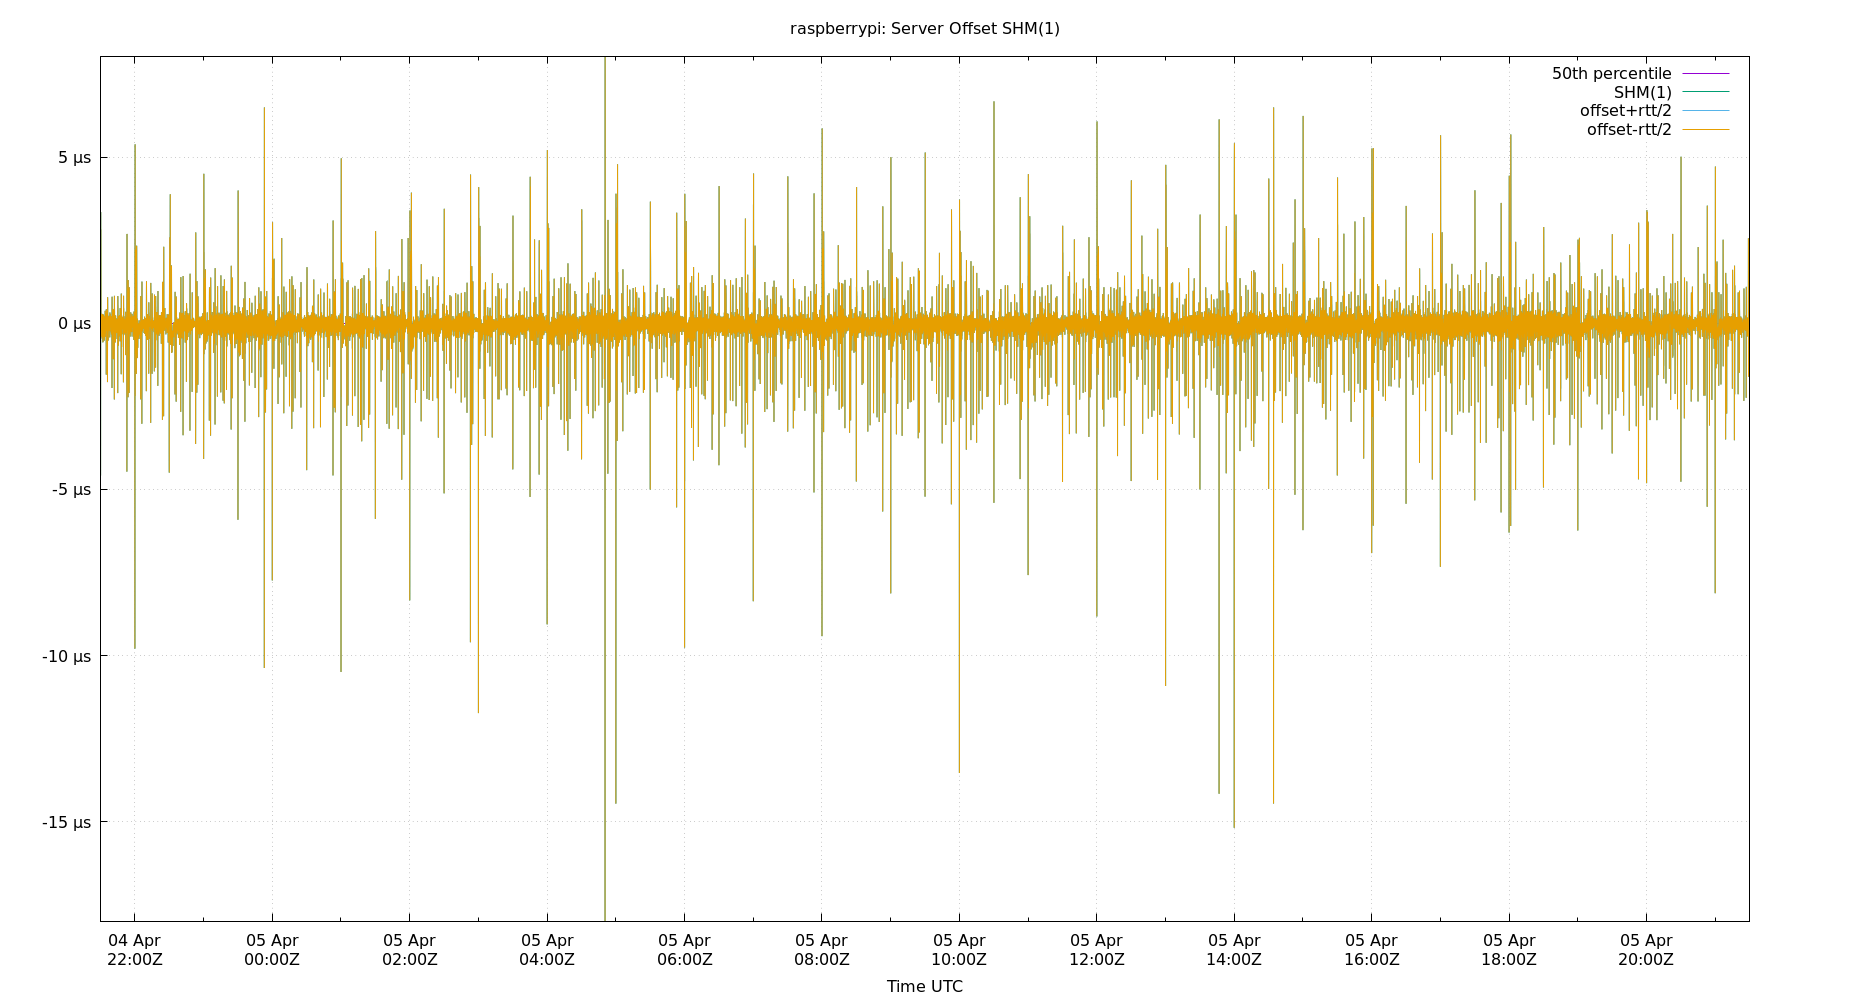 raspberrypi: Server Offset SHM(1)
50th percentile
SHM(1)
offset+rtt/2
offset-rtt/2
5 µs
0 µs
-5 µs
-10 µs
-15 µs
04 Apr 05 Apr 05 Apr 05 Apr 05 Apr 05 Apr 05 Apr 05 Apr 05 Apr 05 Apr 05 Apr 05 Apr
22:00Z 00:00Z 02:00Z 04:00Z 06:00Z 08:00Z 10:00Z 12:00Z 14:00Z 16:00Z 18:00Z 20:00Z
Time UTC